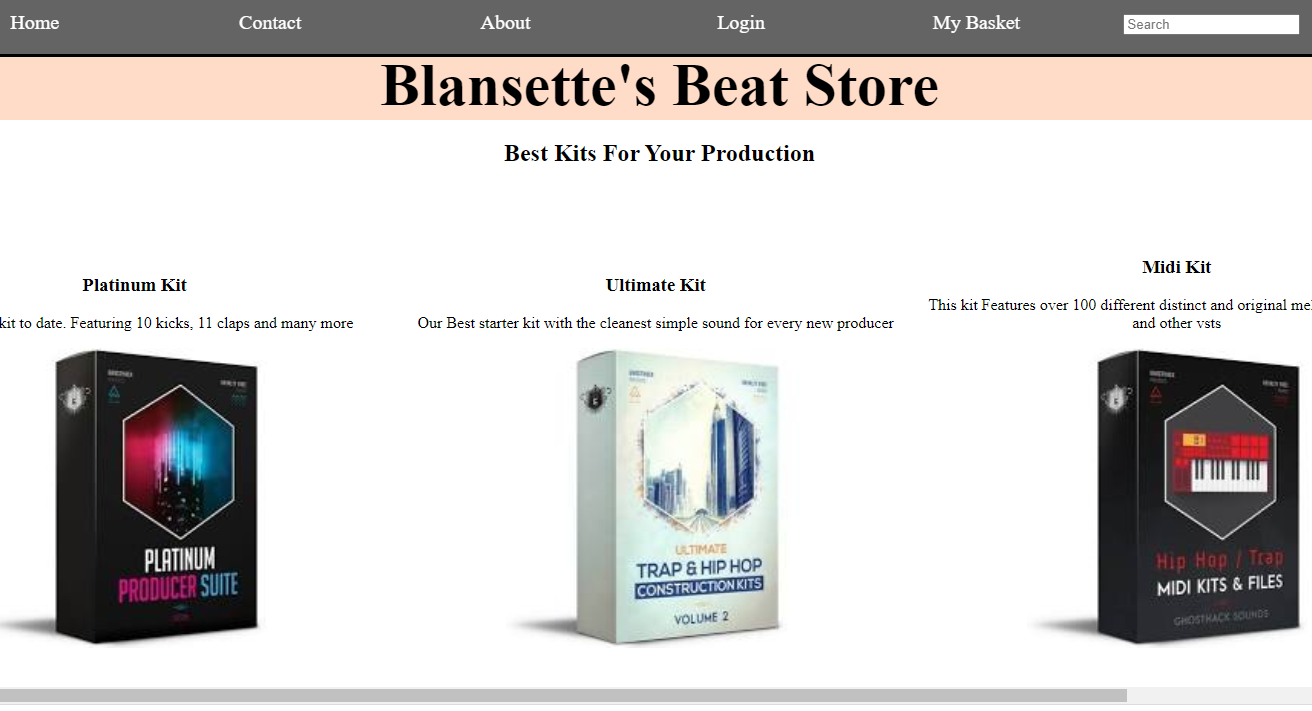 Home Contact About Login My Basket Search
Blansette's Beat Store
Best Kits For Your Production
Platinum Kit
kit to date. Featuring 10 kicks, 11 claps and many more
Ultimate Kit
Our Best starter kit with the cleanest simple sound for every new producer
Midi Kit
This kit Features over 100 different distinct and original
and other vsts
PLATINUM
PRODUCER SUITE
ULTIMATE
TRAP & HIP HOP
CONSTRUCTION KITS
VOLUME 2
Hip Hop / Trap
MIDI KITS & FILES
GHOSTHACK SOUNDS